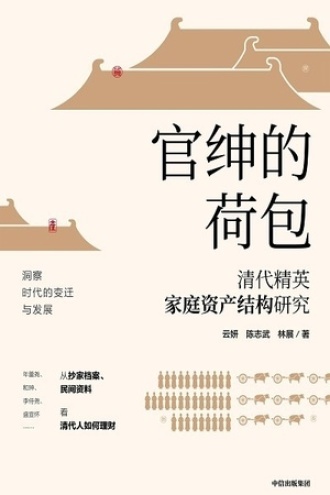 官绅的
荷包
清代精英
家庭资产结构研究
云妍 陈志武 林展/著
洞察
时代的变迁
与发展
年羹尧、
和珅、
李侍尧、
盛宣怀
……
从抄家档案、
民间资料
看
清代人如何理财
中信出版集团